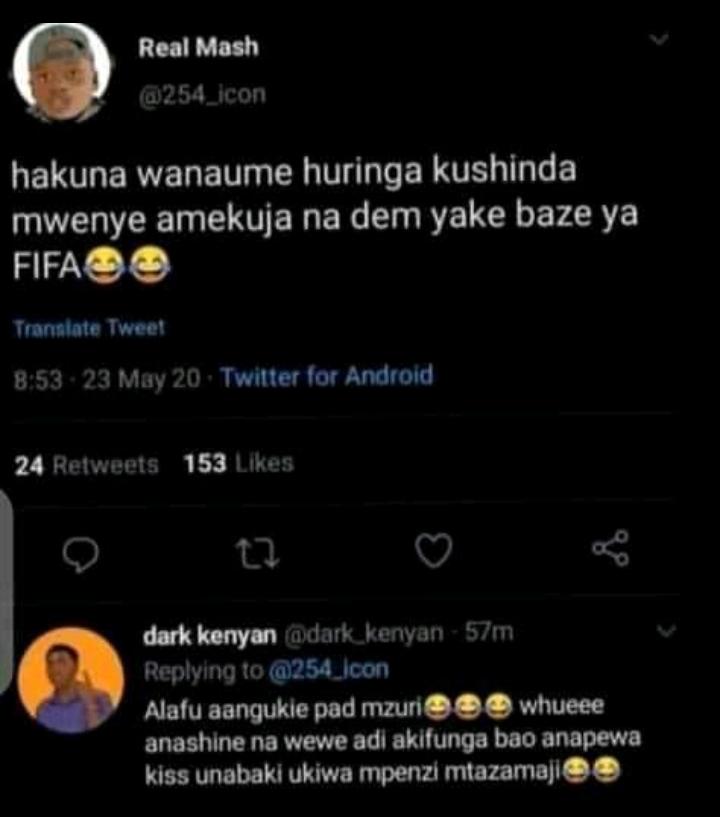 Real Mash
@254_icon
hakuna wanaume huringa kushinda
mwenye amekuja na dem yake baze ya
FIFA😂😂
Translate Tweet
8:53 · 23 May 20 · Twitter for Android
24 Retweets 153 Likes
dark kenyan @dark_kenyan · 57m
Replying to @254_icon
Alafu aangukie pad mzuri😂😂😂 whueee
anashine na wewe adi akifunga bao anapewa
kiss unabaki ukiwa mpenzi mtazamaji😂😂